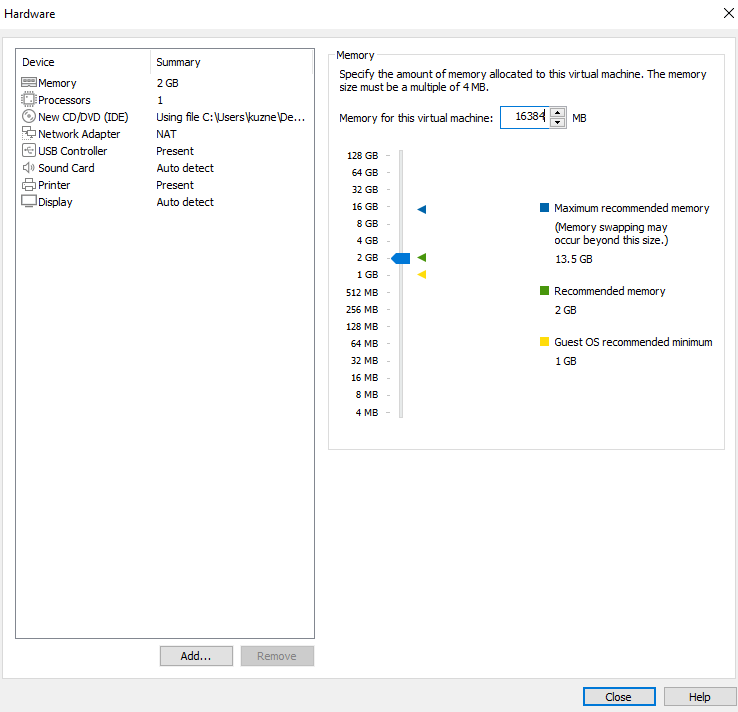 Hardware
Device Summary
Memory 2 GB
Processors 1
New CD/DVD (IDE) Using file C:\Users\kuzne\De...
Network Adapter NAT
USB Controller Present
Sound Card Auto detect
Printer Present
Display Auto detect
Add...
Remove
Memory
Specify the amount of memory allocated to this virtual machine. The memory
size must be a multiple of 4 MB.
Memory for this virtual machine: 16384 MB
128 GB
64 GB
32 GB
16 GB
8 GB
4 GB
2 GB
1 GB
512 MB
256 MB
128 MB
64 MB
32 MB
16 MB
8 MB
4 MB
Maximum recommended memory
(Memory swapping may
occur beyond this size.)
13.5 GB
Recommended memory
2 GB
Guest OS recommended minimum
1 GB
Close
Help